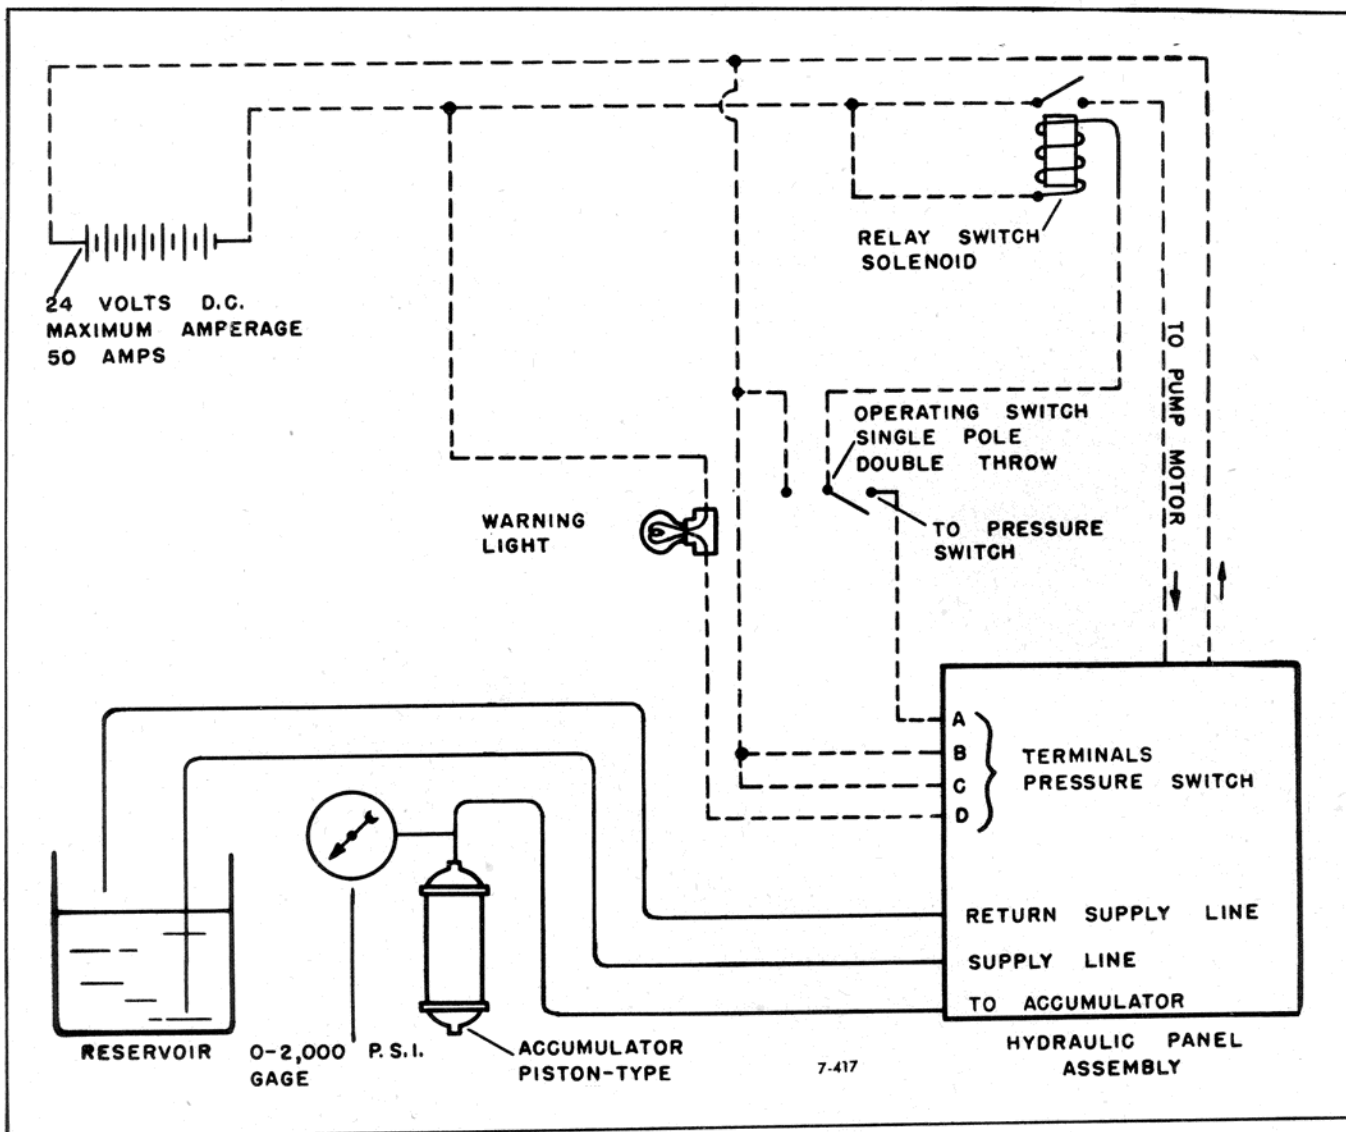 RELAY SWITCH
SOLENOID
24 VOLTS D.C.
MAXIMUM AMPERAGE
50 AMPS
TO PUMP MOTOR
OPERATING SWITCH
SINGLE POLE
DOUBLE THROW
WARNING
LIGHT
TO PRESSURE
SWITCH
A
B
C
D
TERMINALS
PRESSURE SWITCH
RETURN SUPPLY LINE
SUPPLY LINE
TO ACCUMULATOR
RESERVOIR
0-2,000 P.S.I.
GAGE
ACCUMULATOR
PISTON-TYPE
7-417
HYDRAULIC PANEL
ASSEMBLY